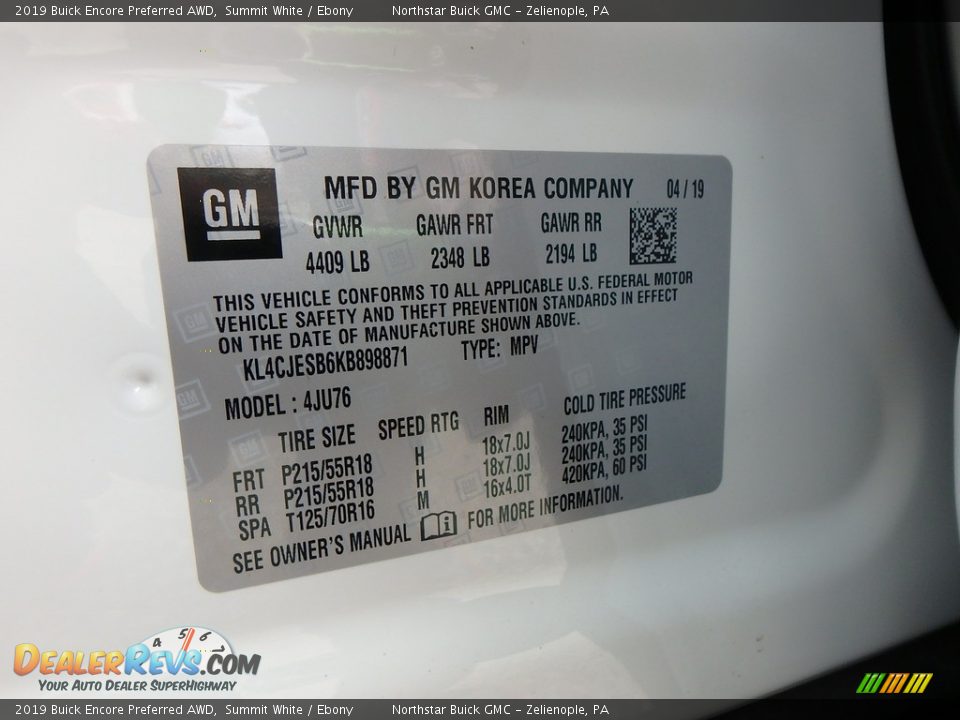 2019 Buick Encore Preferred AWD, Summit White / Ebony Northstar Buick GMC - Zelienople, PA
GM
MFD BY GM KOREA COMPANY 04 / 19
GVWR GAWR FRT GAWR RR
4409 LB 2348 LB 2194 LB
THIS VEHICLE CONFORMS TO ALL APPLICABLE U.S. FEDERAL MOTOR
VEHICLE SAFETY AND THEFT PREVENTION STANDARDS IN EFFECT
ON THE DATE OF MANUFACTURE SHOWN ABOVE.
KL4CJESB6KB898871 TYPE: MPV
MODEL : 4JU76
TIRE SIZE SPEED RTG RIM COLD TIRE PRESSURE
FRT P215/55R18 H 18x7.0J 240KPA, 35 PSI
RR P215/55R18 H 18x7.0J 240KPA, 35 PSI
SPA T125/70R16 M 16x4.0T 420KPA, 60 PSI
SEE OWNER'S MANUAL FOR MORE INFORMATION.
4 5 6
DEALERREVS.COM
YOUR AUTO DEALER SUPERHIGHWAY
2019 Buick Encore Preferred AWD, Summit White / Ebony Northstar Buick GMC - Zelienople, PA